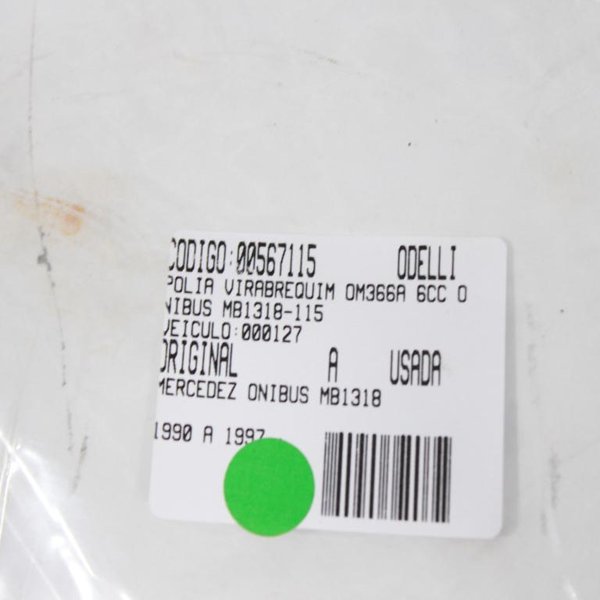 CODIGO:00567115 ODELLI
POLIA VIRABREQUIM OM366A 6CC O
NIBUS MB1318-115
VEICULO:000127
ORIGINAL A USADA
MERCEDEZ ONIBUS MB1318
1990 A 1997